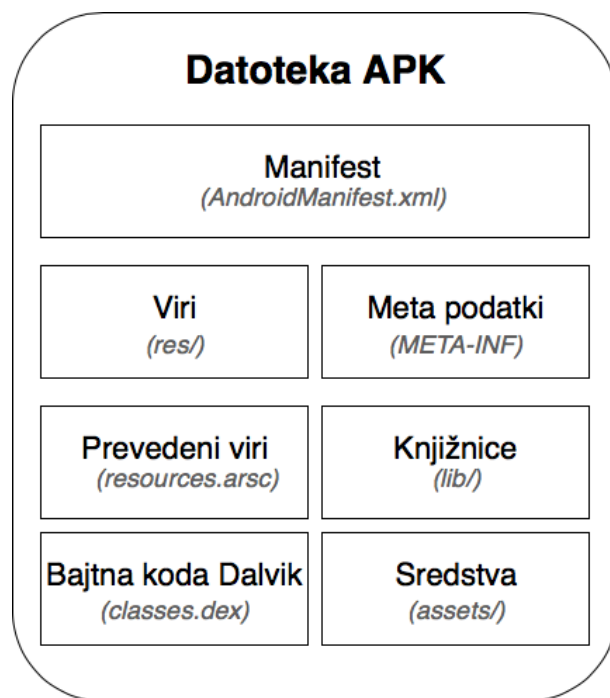 Datoteka APK
Manifest
(AndroidManifest.xml)
Viri
(res/)
Meta podatki
(META-INF)
Prevedeni viri
(resources.arsc)
Knjižnice
(lib/)
Bajtna koda Dalvik
(classes.dex)
Sredstva
(assets/)